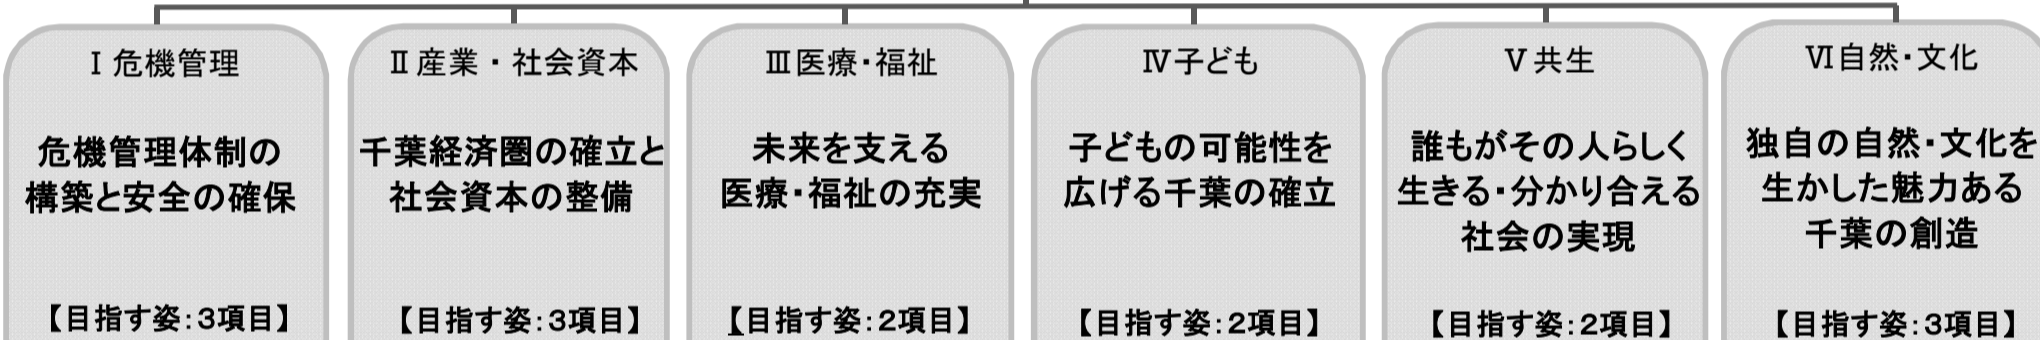 Ⅰ 危機管理
危機管理体制の
構築と安全の確保
【目指す姿：3項目】
Ⅱ 産業・社会資本
千葉経済圏の確立と
社会資本の整備
【目指す姿：3項目】
Ⅲ医療・福祉
未来を支える
医療・福祉の充実
【目指す姿：2項目】
Ⅳ子ども
子どもの可能性を
広げる千葉の確立
【目指す姿：2項目】
Ⅴ共生
誰もがその人らしく
生きる・分かり合える
社会の実現
【目指す姿：2項目】
Ⅵ自然・文化
独自の自然・文化を
生かした魅力ある
千葉の創造
【目指す姿：3項目】